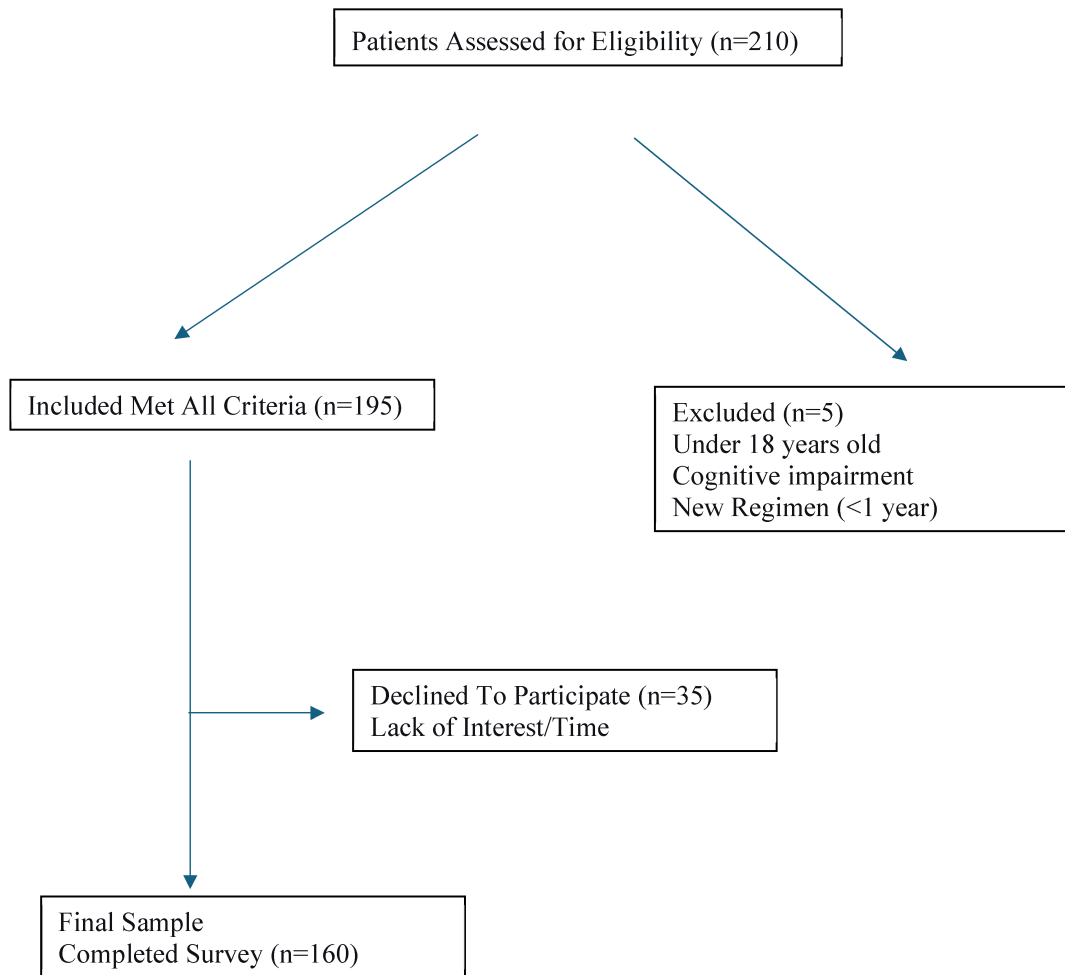 Patients Assessed for Eligibility (n=210)
Included Met All Criteria (n=195)
Excluded (n=5)
Under 18 years old
Cognitive impairment
New Regimen (<1 year)
Declined To Participate (n=35)
Lack of Interest/Time
Final Sample
Completed Survey (n=160)